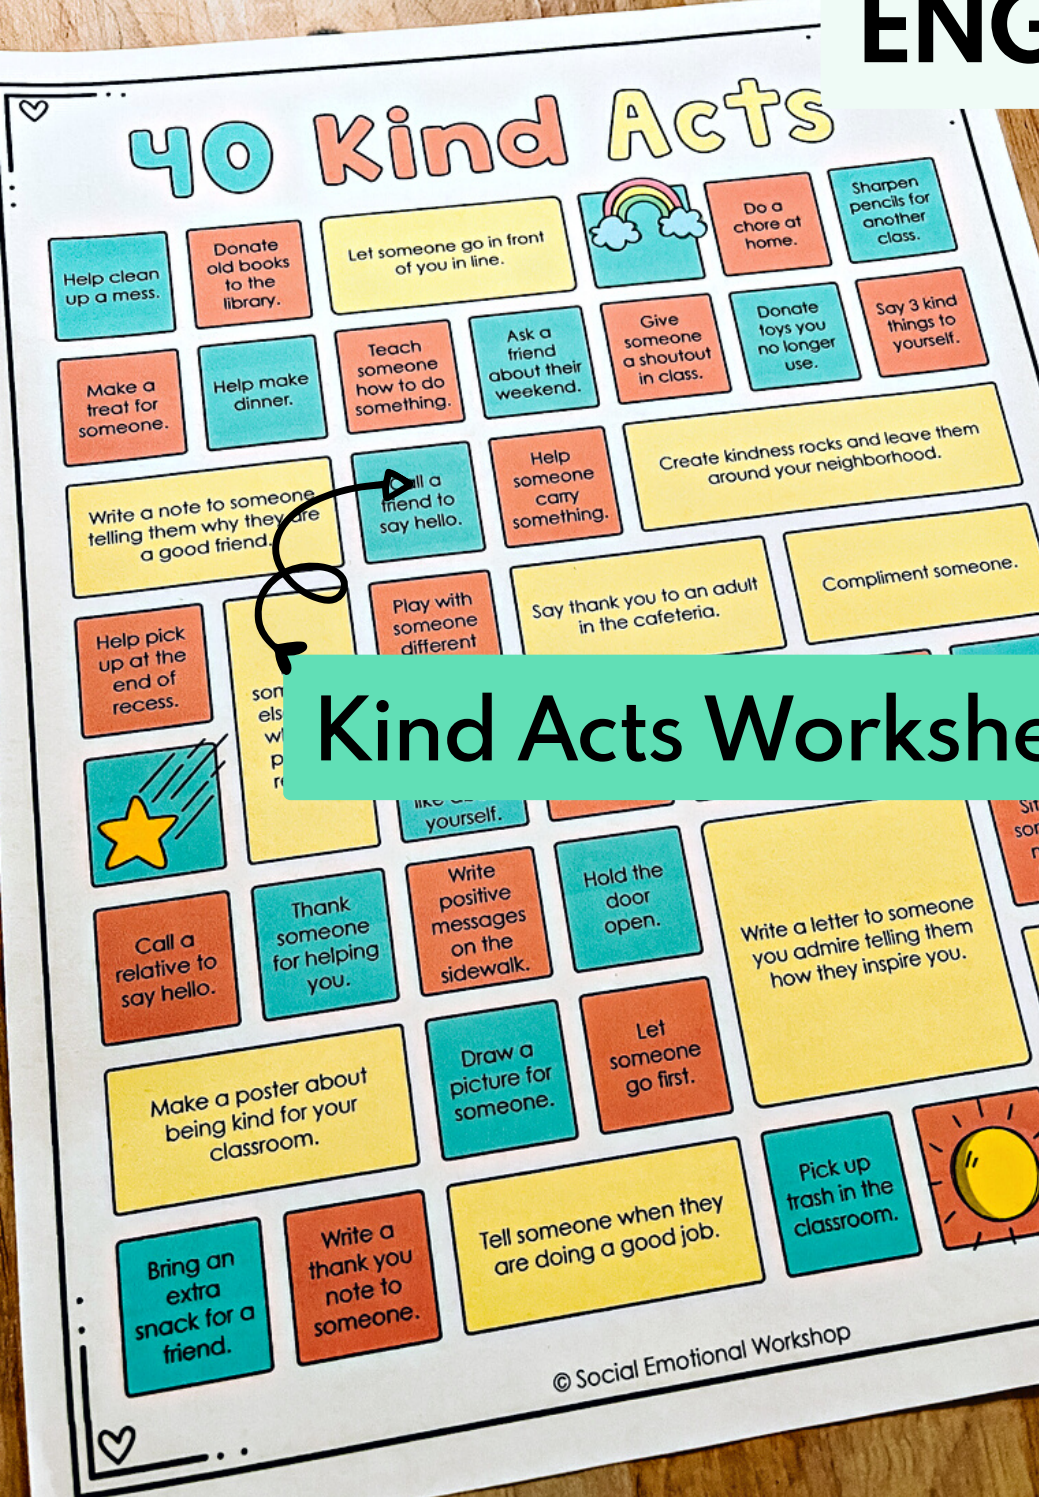 ENG
40 Kind Acts
Help clean
up a mess.
Donate
old books
to the
library.
Let someone go in front
of you in line.
Do a
chore at
home.
Sharpen
pencils for
another
class.
Make a
treat for
someone.
Help make
dinner.
Teach
someone
how to do
something.
Ask a
friend
about their
weekend.
Give
someone
a shoutout
in class.
Donate
toys you
no longer
use.
Say 3 kind
things to
yourself.
Write a note to someone
telling them why they are
a good friend.
Call a
friend to
say hello.
Help
someone
carry
something.
Create kindness rocks and leave them
around your neighborhood.
Help pick
up at the
end of
recess.
Play with
someone
different
Say thank you to an adult
in the cafeteria.
Compliment someone.
Kind Acts Workshe
yourself.
Call a
relative to
say hello.
Thank
someone
for helping
you.
Write
positive
messages
on the
sidewalk.
Hold the
door
open.
Write a letter to someone
you admire telling them
how they inspire you.
Make a poster about
being kind for your
classroom.
Draw a
picture for
someone.
Let
someone
go first.
Bring an
extra
snack for a
friend.
Write a
thank you
note to
someone.
Tell someone when they
are doing a good job.
Pick up
trash in the
classroom.
© Social Emotional Workshop